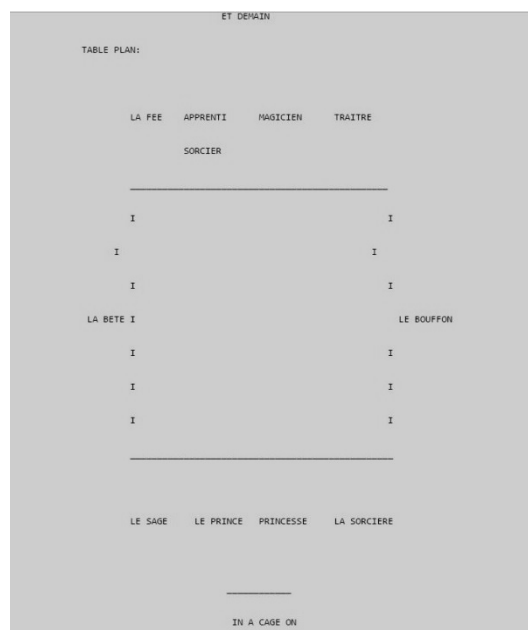 ET DEMAIN
TABLE PLAN:
LA FEE APPRENTI MAGICIEN TRAITRE
SORCIER
I I
I I
I I
LA BETE I LE BOUFFON
I I
I I
I I
LE SAGE LE PRINCE PRINCESSE LA SORCIERE
IN A CAGE ON